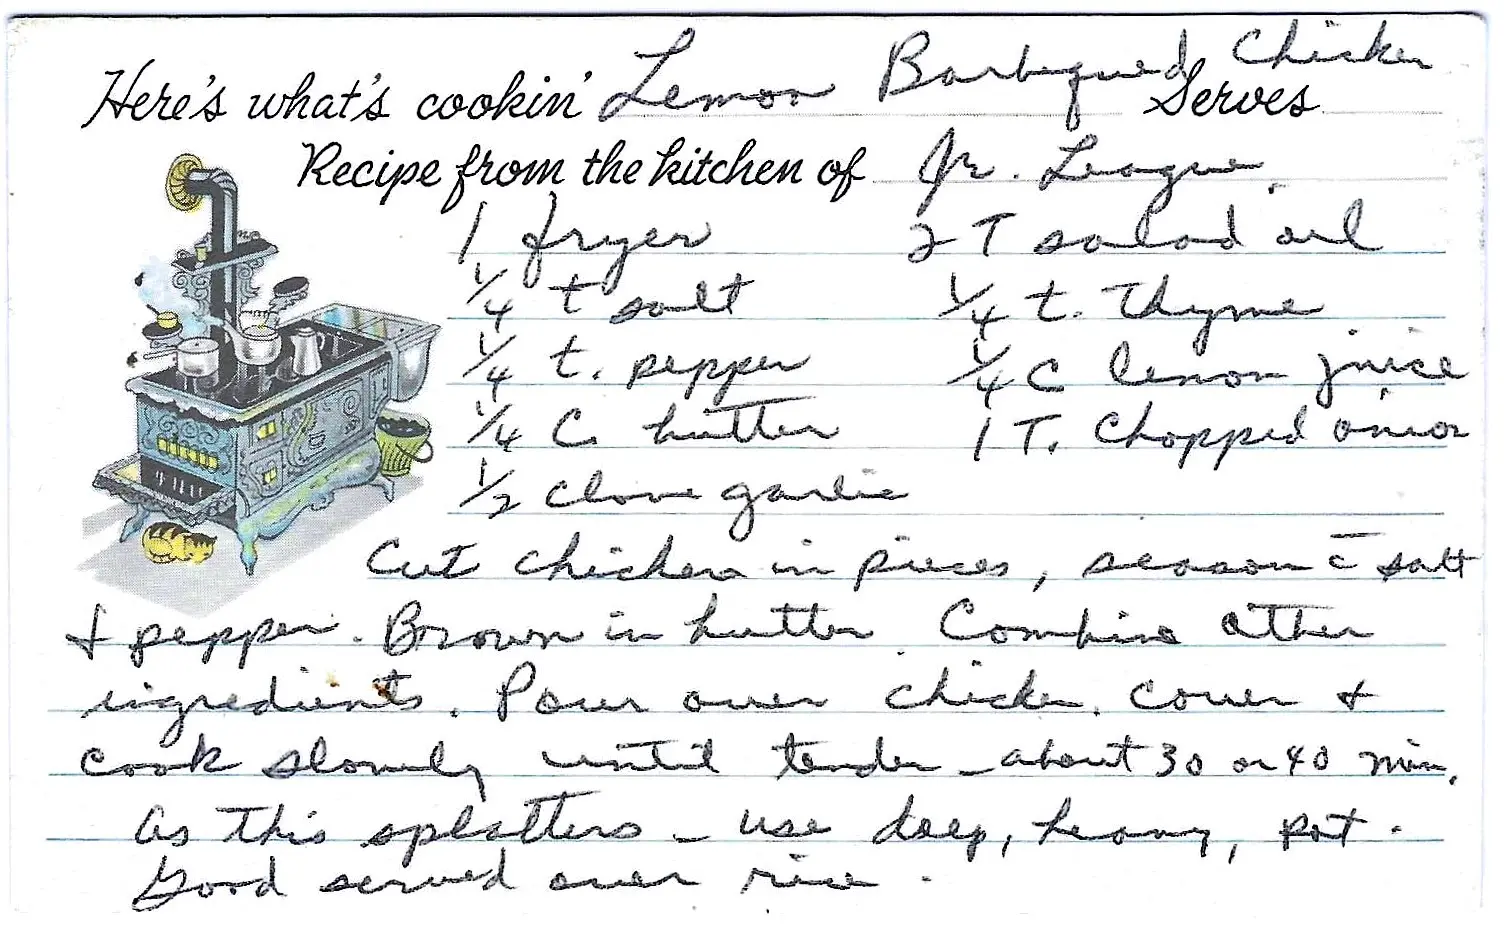 Here's what's cookin' Lemon Barbequed Chicken Serves
Recipe from the kitchen of Jr. League
1 fryer 2 T salad oil
1/4 t salt 1/4 t. Thyme
1/4 t. pepper 1/4 C lemon juice
1/4 C. butter 1 T. Chopped onion
1/2 clove garlic
Cut chicken in pieces, season c̄ salt
& pepper. Brown in butter Combine other
ingredients. Pour over chicken. cover &
cook slowly until tender - about 30 or 40 min.
As this splatters - use deep, heavy, pot.
Good served over rice.